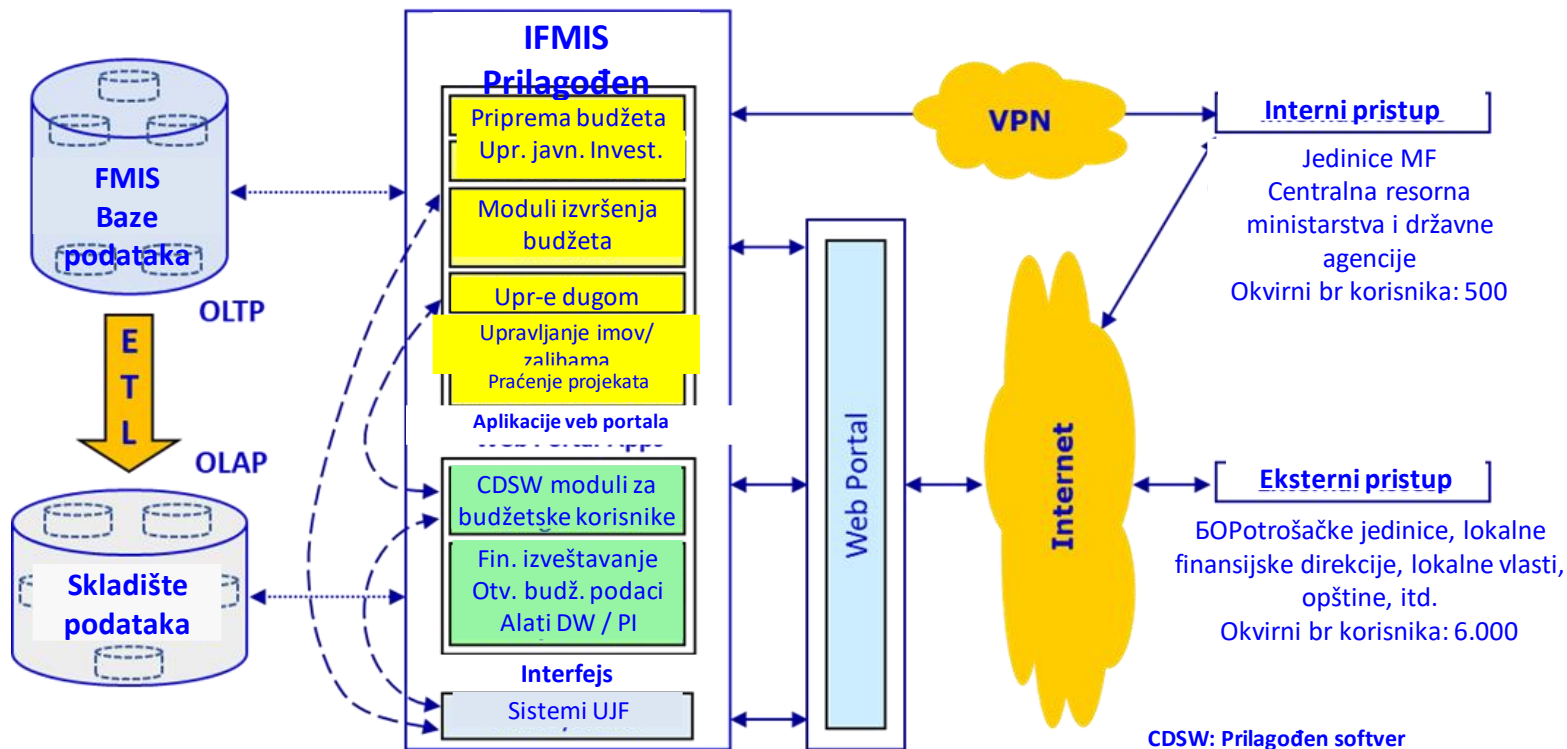 IFMIS
Prilagođen
Priprema budžeta
Upr. javn. Invest.
Moduli izvršenja
budžeta
Upr-e dugom
Upravljanje imov/
zalihama
Praćenje projekata
Aplikacije veb portala
CDSW moduli za
budžetske korisnike
Fin. izveštavanje
Otv. budž. podaci
Alati DW / PI
Interfejs
Sistemi UJF
FMIS
Baze
podataka
OLTP
E
T
L
OLAP
Skladište
podataka
Web Portal
VPN
Internet
Interni pristup
Jedinice MF
Centralna resorna
ministarstva i državne
agencije
Okvirni br korisnika: 500
Eksterni pristup
БОPotrošačke jedinice, lokalne
finansijske direkcije, lokalne vlasti,
opštine, itd.
Okvirni br korisnika: 6.000
CDSW: Prilagođen softver